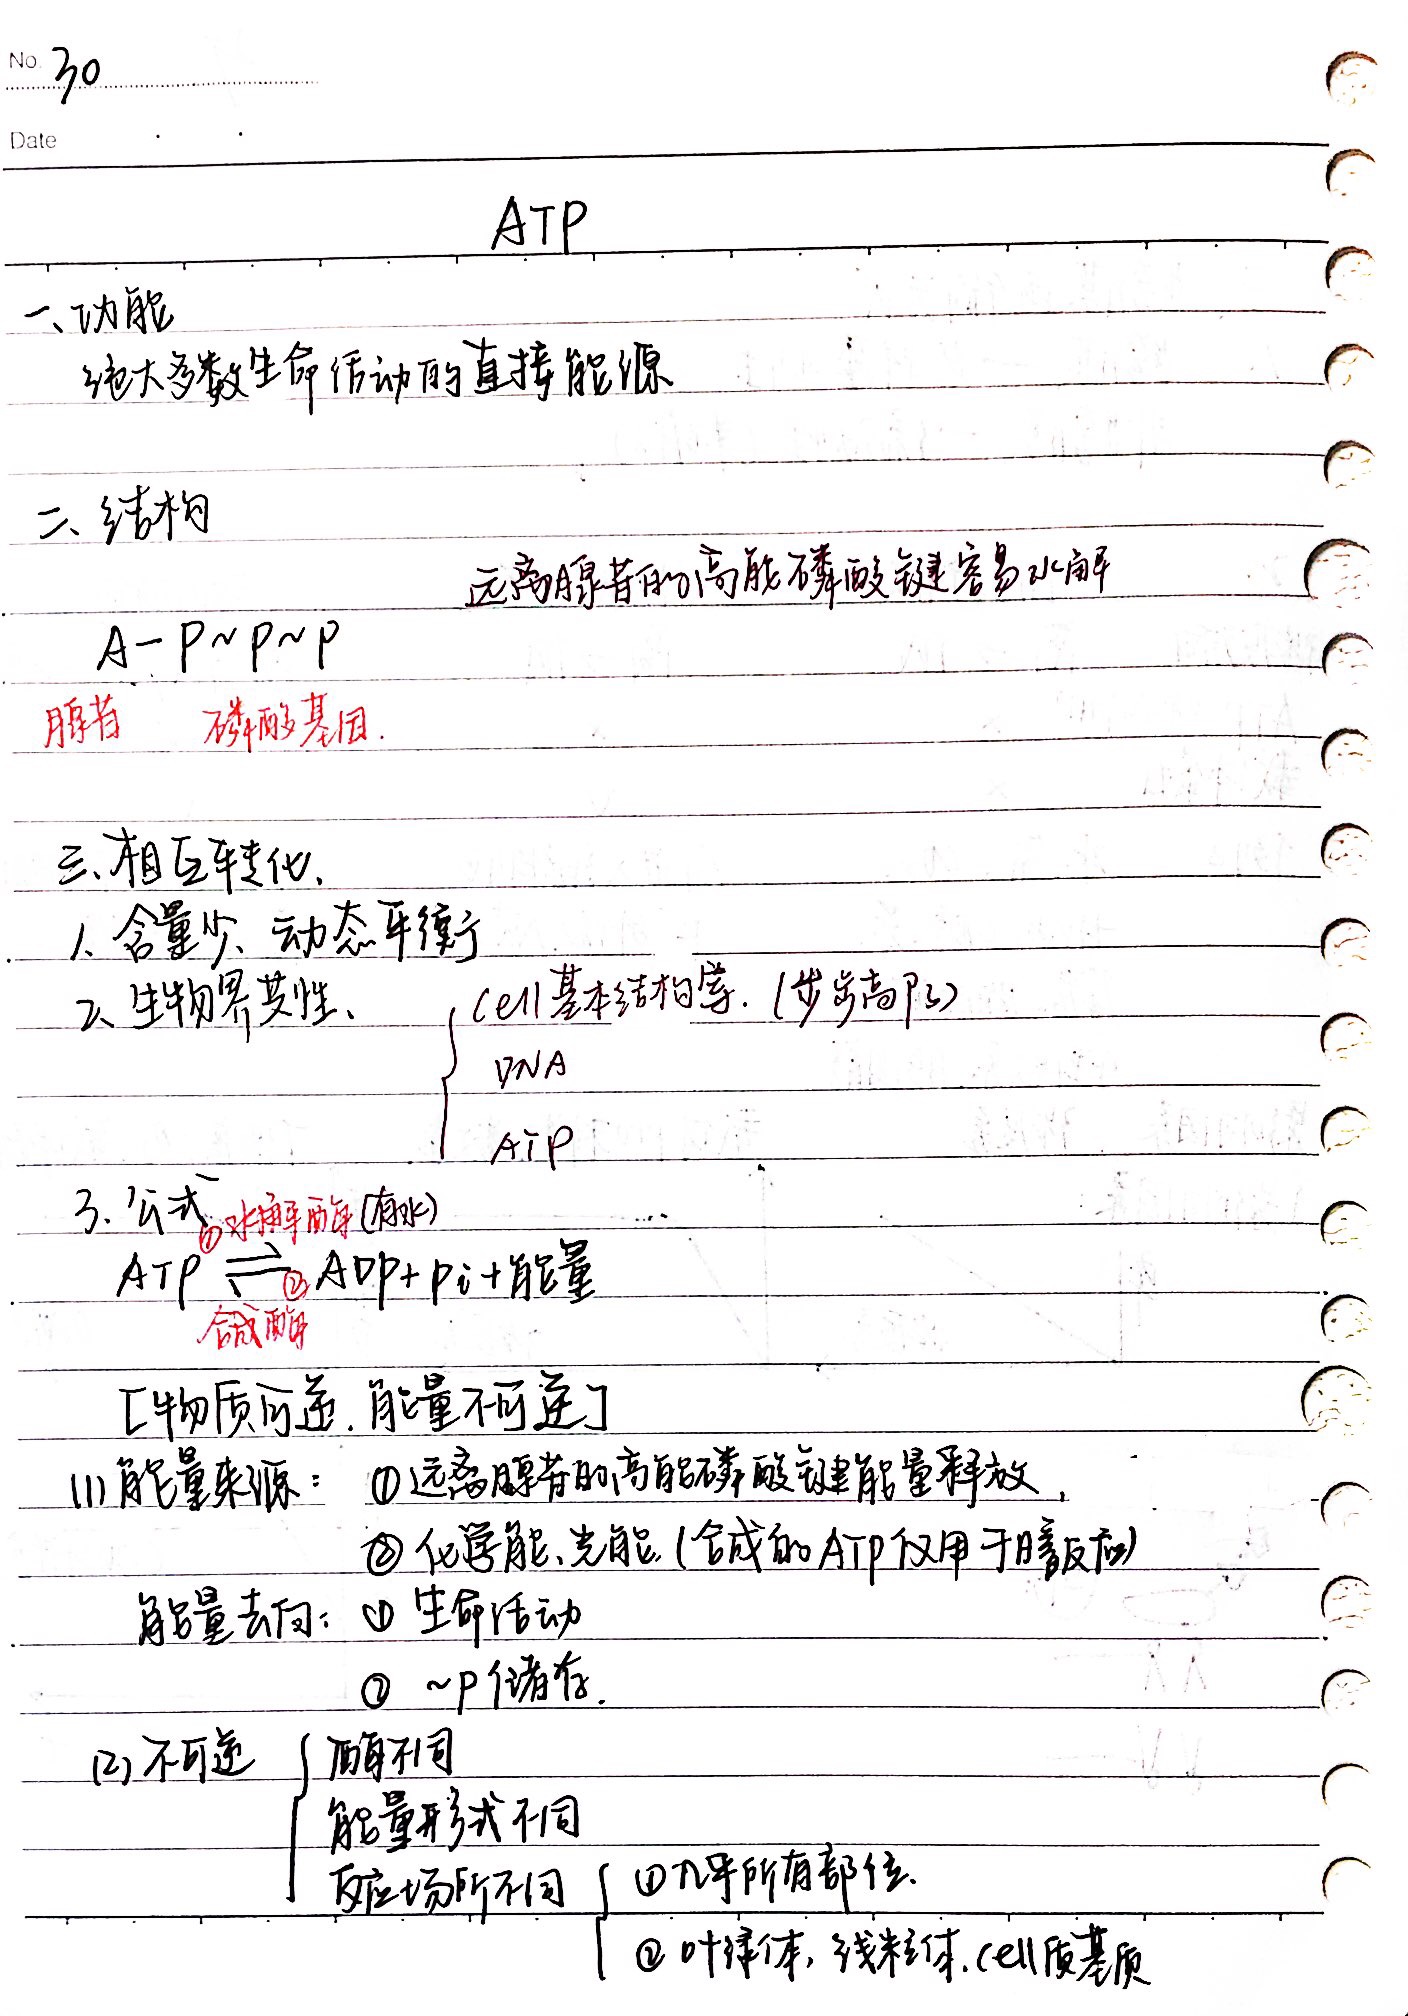 No. 30
Date
ATP
一、功能
绝大多数生命活动的直接能源
二、结构
远离腺苷的高能磷酸键容易水解
A－P～P～P
腺苷 磷酸基团.
三、相互转化、
1、含量少、动态平衡
2、生物界共性、 { cell基本结构等.(步步高P23)
DNA
ATP
3、公式
①水解酶(有水)
ATP ⇌ ② ADP+Pi+能量
合成酶
[物质可逆.能量不可逆]
(1)能量来源: ①远离腺苷的高能磷酸键能量释放,
②化学能、光能(合成的ATP仅用于暗反应)
能量去向: ①生命活动
② ～P储存.
(2)不可逆 { 酶不同
能量形式不同
反应场所不同 { ①几乎所有部位.
②叶绿体、线粒体.cell质基质